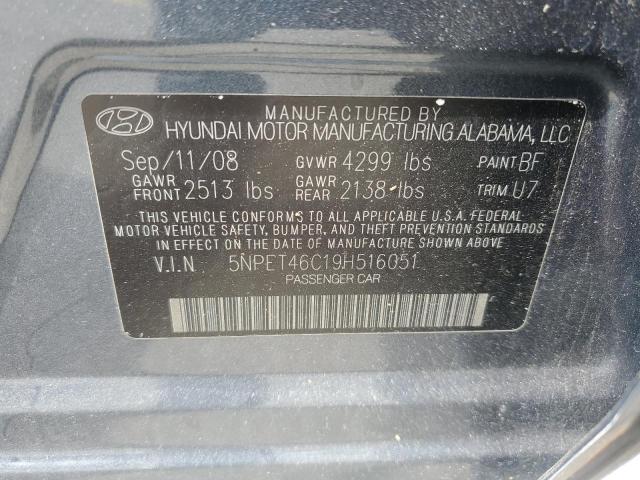 MANUFACTURED BY
HYUNDAI MOTOR MANUFACTURING ALABAMA, LLC
Sep/11/08 GVWR 4299 lbs PAINT BF
GAWR FRONT 2513 lbs GAWR REAR 2138 lbs TRIM U7
THIS VEHICLE CONFORMS TO ALL APPLICABLE U.S.A. FEDERAL
MOTOR VEHICLE SAFETY, BUMPER, AND THEFT PREVENTION
STANDARDS IN EFFECT ON THE DATE OF MANUFACTURE SHOWN ABOVE.
V.I.N 5NPET46C19H516051
PASSENGER CAR